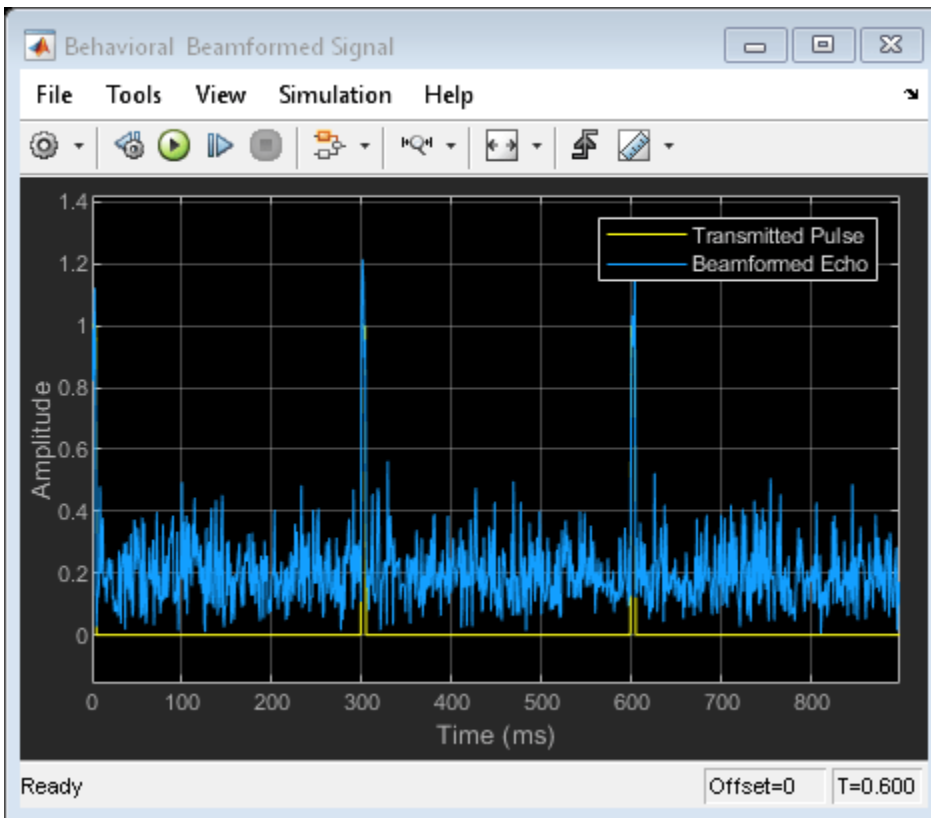 Behavioral Beamformed Signal
File Tools View Simulation Help
1.4
1.2
1
0.8
0.6
0.4
0.2
0
Amplitude
Transmitted Pulse
Beamformed Echo
0 100 200 300 400 500 600 700 800
Time (ms)
Ready Offset=0 T=0.600